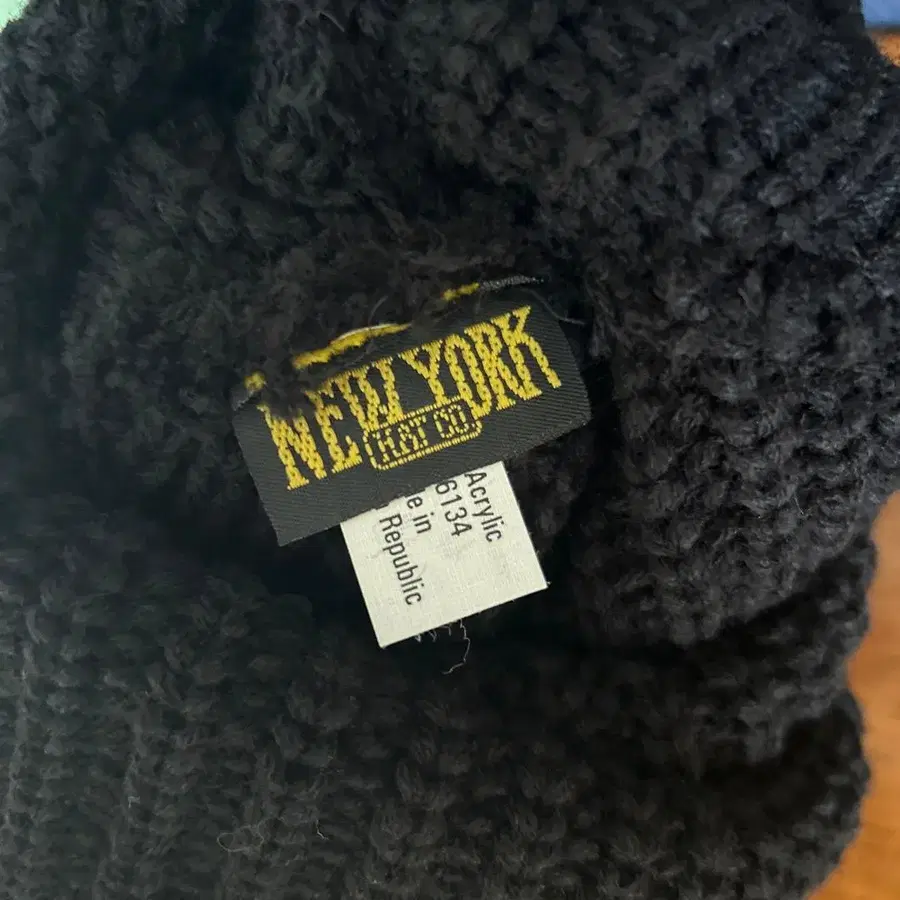 NEW YORK
HAT CO
Acrylic
6134
e in
Republic